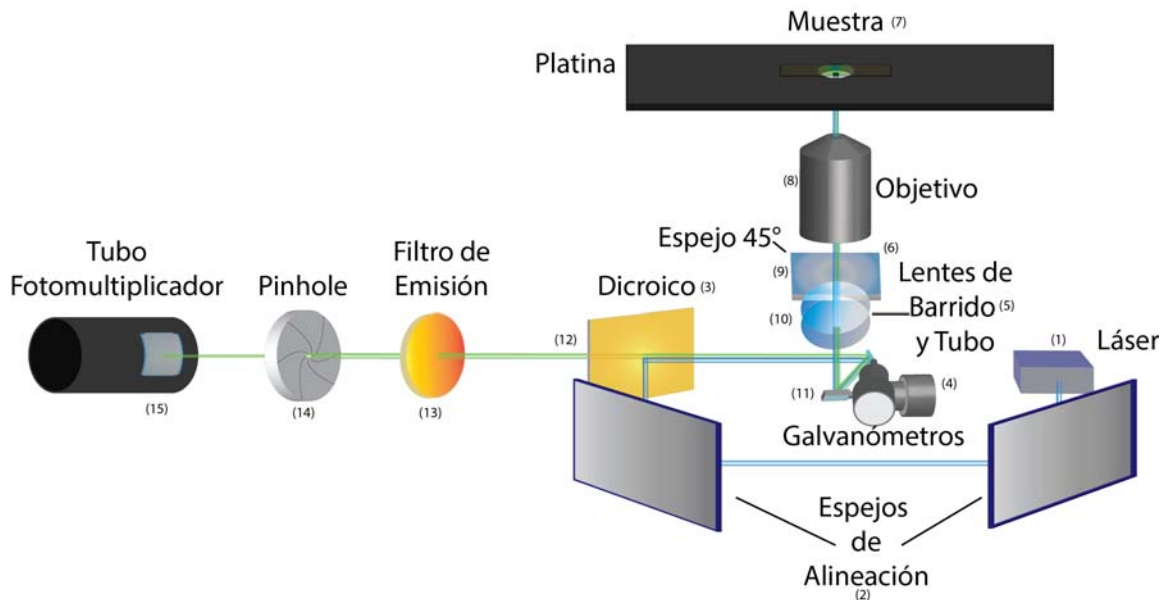 Muestra (7)
Platina
(8)
Objetivo
Espejo 45°
(6)
(9)
Lentes de
Barrido (5)
y Tubo
(10)
Tubo
Fotomultiplicador
Pinhole
Filtro de
Emisión
Dicroico (3)
(12)
(1)
Láser
(11)
(4)
(15)
(14)
(13)
Galvanómetros
Espejos
de
Alineación
(2)